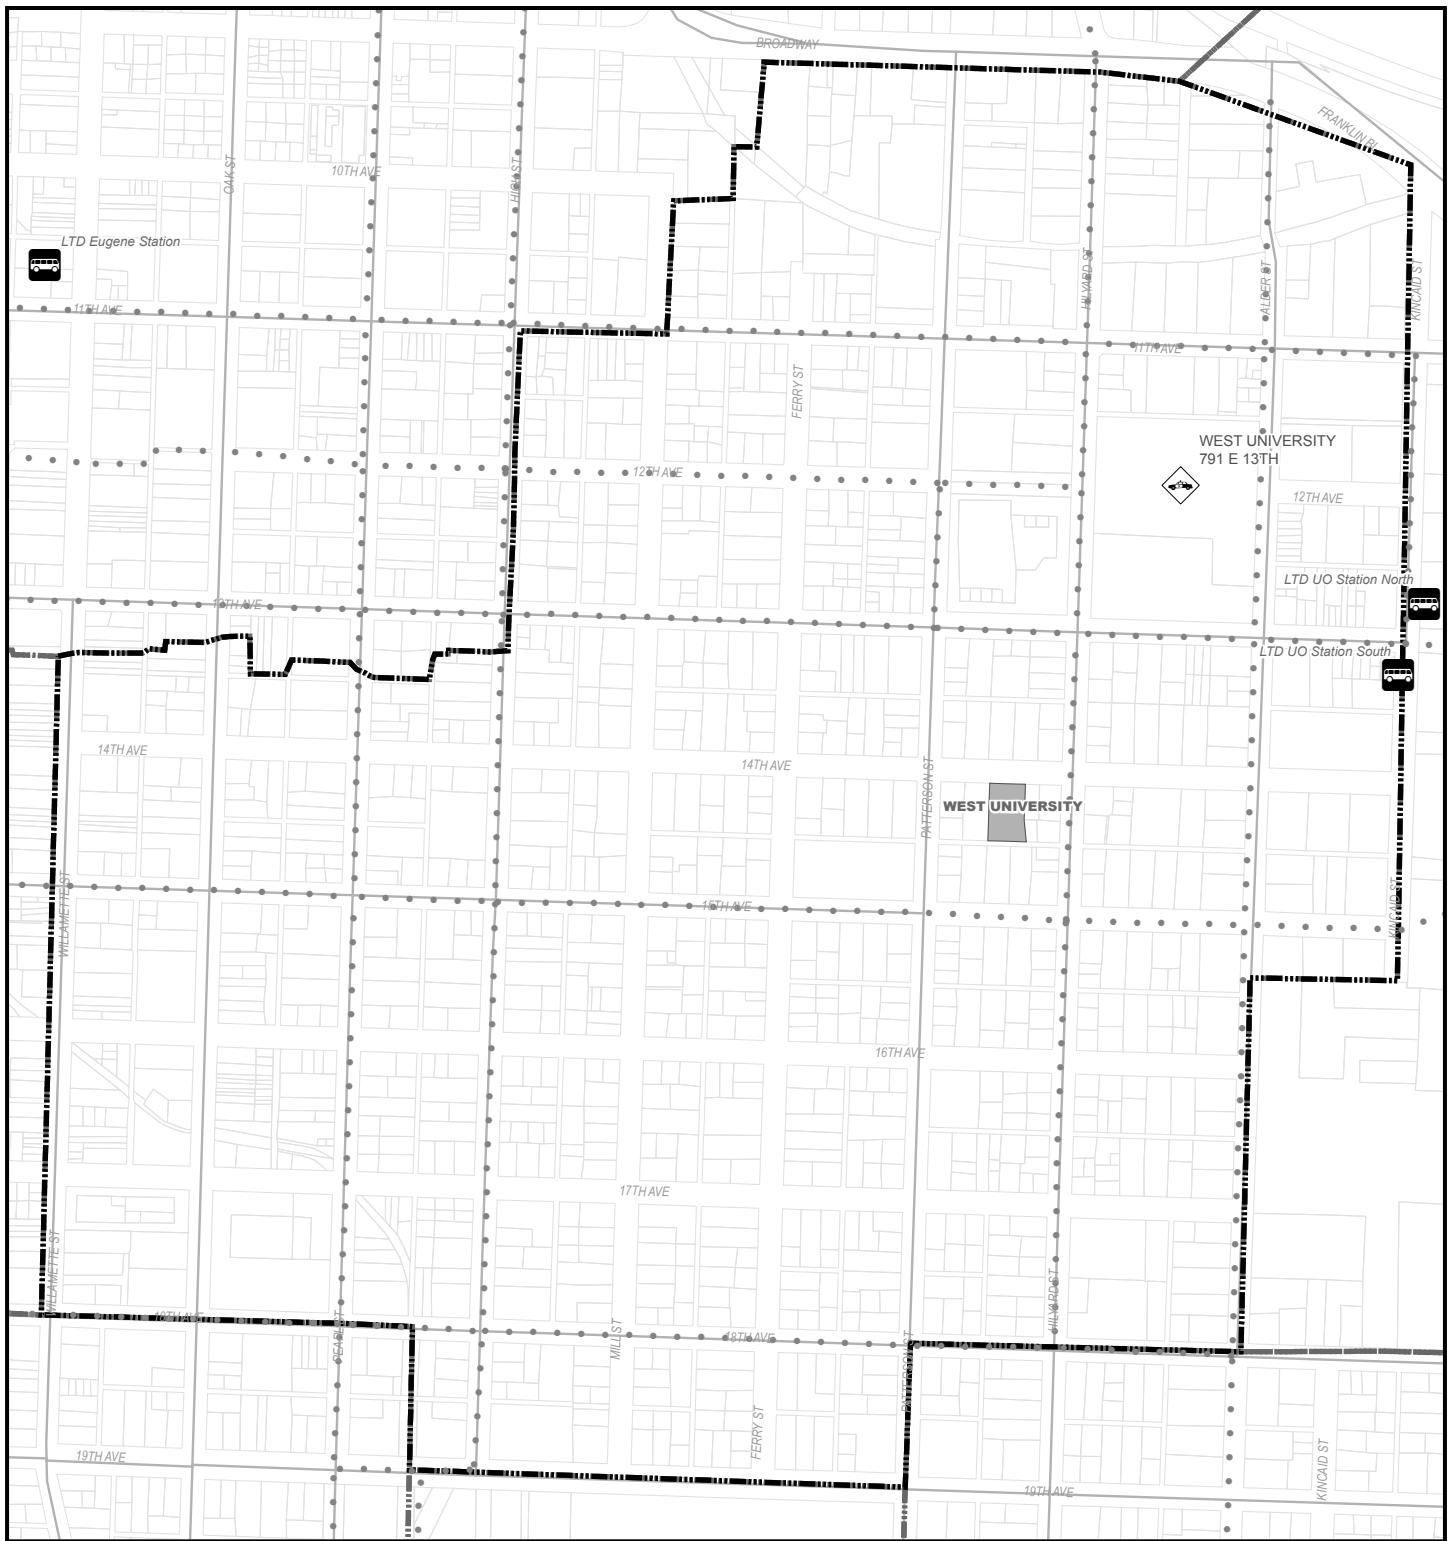 BROADWAY
FRANKLIN BL
OAK ST
10TH AVE
HIGH ST
LTD Eugene Station
HILYARD ST
ALDER ST
KINCAID ST
11TH AVE
11TH AVE
FERRY ST
WEST UNIVERSITY
791 E 13TH
12TH AVE
12TH AVE
LTD UO Station North
13TH AVE
LTD UO Station South
14TH AVE
14TH AVE
PATTERSON ST
WEST UNIVERSITY
WILLAMETTE ST
15TH AVE
KINCAID ST
16TH AVE
17TH AVE
WILLAMETTE ST
HILYARD ST
18TH AVE
PEARL ST
MILL ST
18TH AVE
PATTERSON ST
FERRY ST
19TH AVE
KINCAID ST
19TH AVE